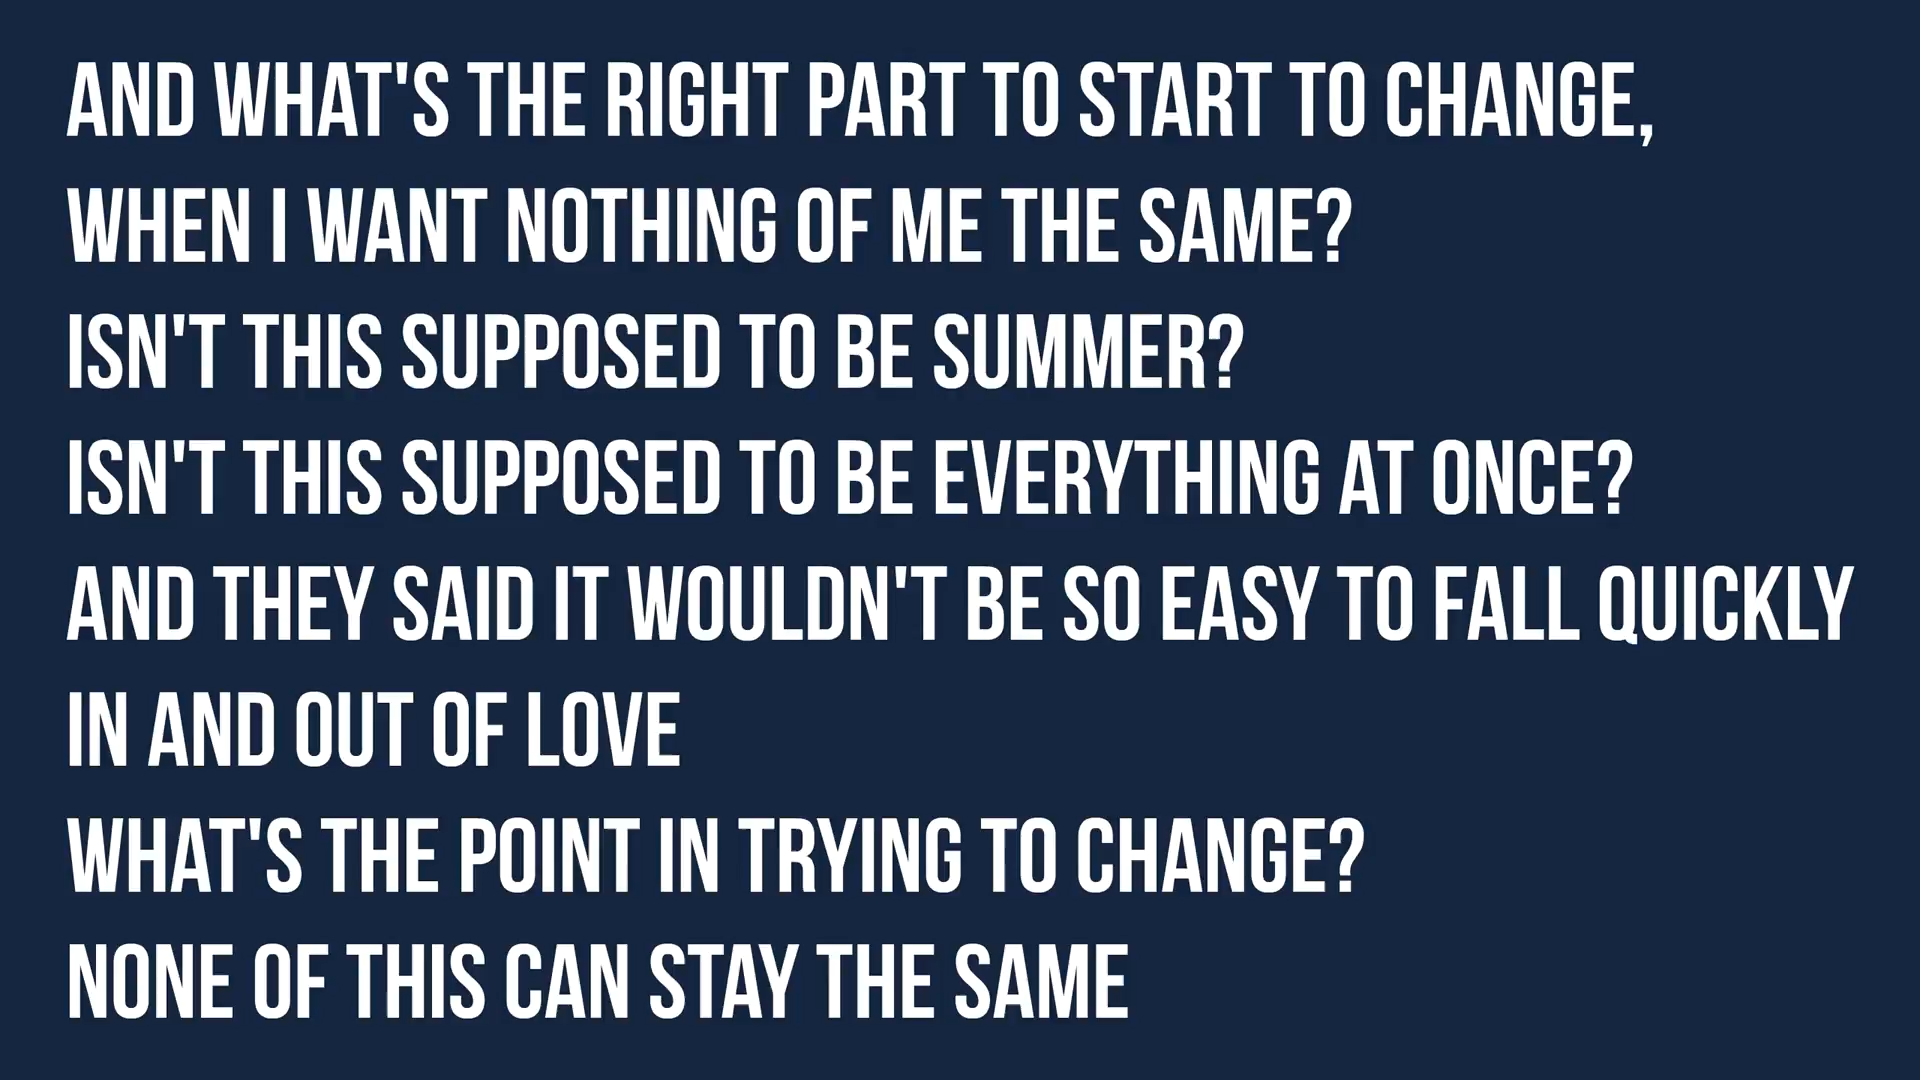 AND WHAT'S THE RIGHT PART TO START TO CHANGE,
WHEN I WANT NOTHING OF ME THE SAME?
ISN'T THIS SUPPOSED TO BE SUMMER?
ISN'T THIS SUPPOSED TO BE EVERYTHING AT ONCE?
AND THEY SAID IT WOULDN'T BE SO EASY TO FALL QUICKLY
IN AND OUT OF LOVE
WHAT'S THE POINT IN TRYING TO CHANGE?
NONE OF THIS CAN STAY THE SAME